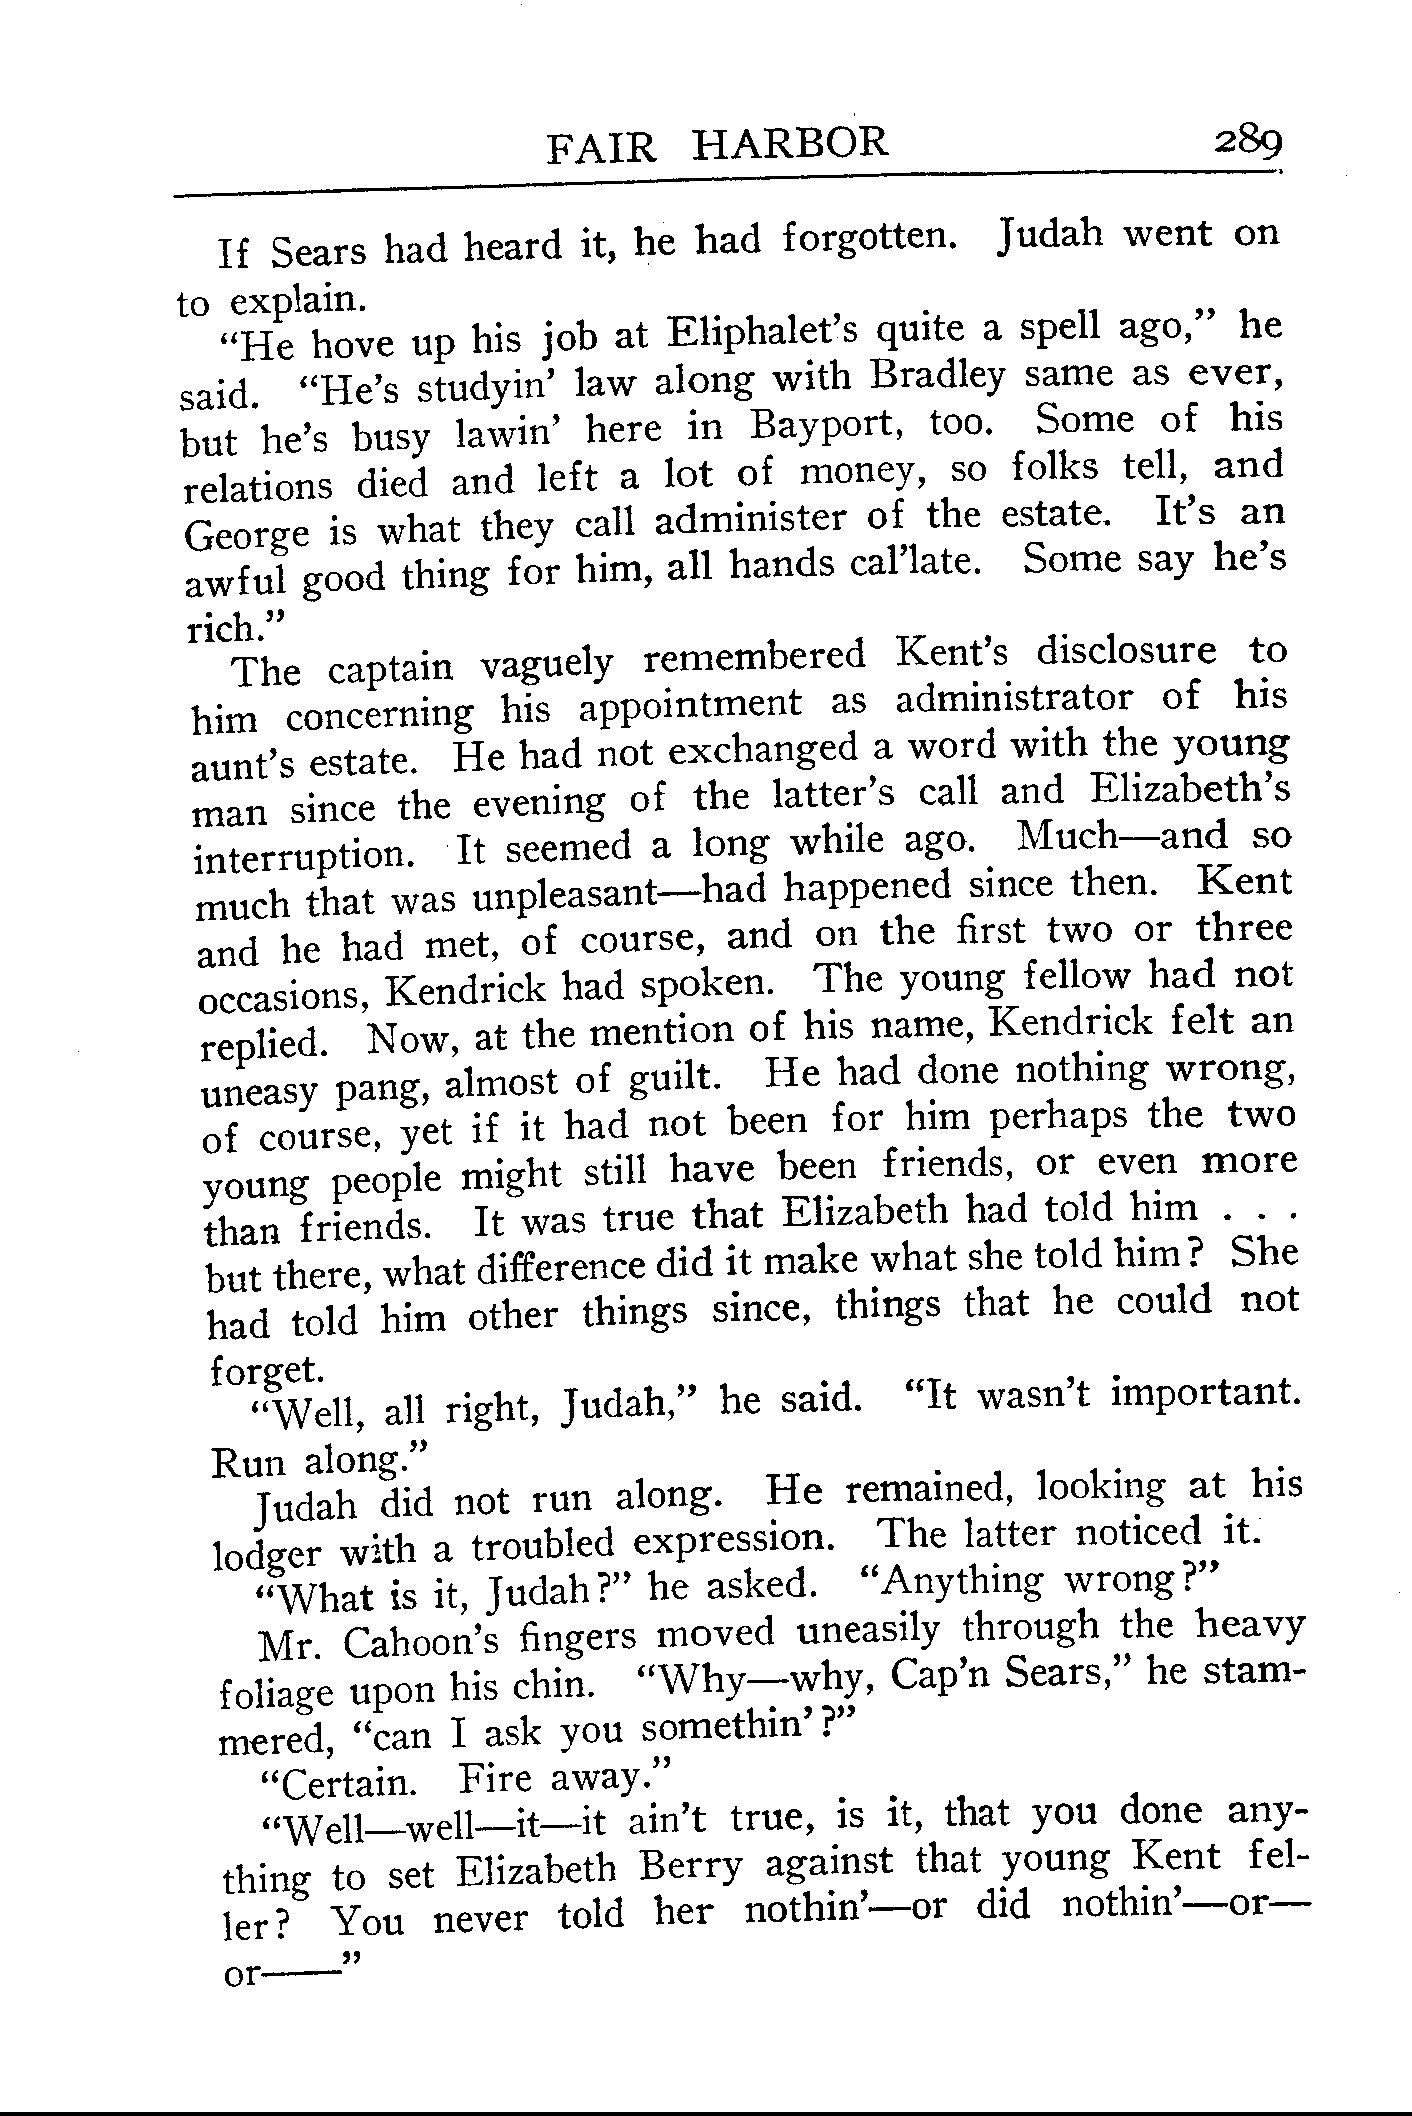 FAIR HARBOR 289
If Sears had heard it, he had forgotten. Judah went on
to explain.
“He hove up his job at Eliphalet’s quite a spell ago,” he
said. “He’s studyin’ law along with Bradley same as ever,
but he’s busy lawin’ here in Bayport, too. Some of his
relations died and left a lot of money, so folks tell, and
George is what they call administer of the estate. It’s an
awful good thing for him, all hands cal’late. Some say he’s
rich.”
The captain vaguely remembered Kent’s disclosure to
him concerning his appointment as administrator of his
aunt’s estate. He had not exchanged a word with the young
man since the evening of the latter’s call and Elizabeth’s
interruption. It seemed a long while ago. Much—and so
much that was unpleasant—had happened since then. Kent
and he had met, of course, and on the first two or three
occasions, Kendrick had spoken. The young fellow had not
replied. Now, at the mention of his name, Kendrick felt an
uneasy pang, almost of guilt. He had done nothing wrong,
of course, yet if it had not been for him perhaps the two
young people might still have been friends, or even more
than friends. It was true that Elizabeth had told him . . .
but there, what difference did it make what she told him? She
had told him other things since, things that he could not
forget.
“Well, all right, Judah,” he said. “It wasn’t important.
Run along.”
Judah did not run along. He remained, looking at his
lodger with a troubled expression. The latter noticed it.
“What is it, Judah?” he asked. “Anything wrong?”
Mr. Cahoon’s fingers moved uneasily through the heavy
foliage upon his chin. “Why—why, Cap’n Sears,” he stam-
mered, “can I ask you somethin’?”
“Certain. Fire away.”
“Well—well—it—it ain’t true, is it, that you done any-
thing to set Elizabeth Berry against that young Kent fel-
ler? You never told her nothin’—or did nothin’—or—
or——”